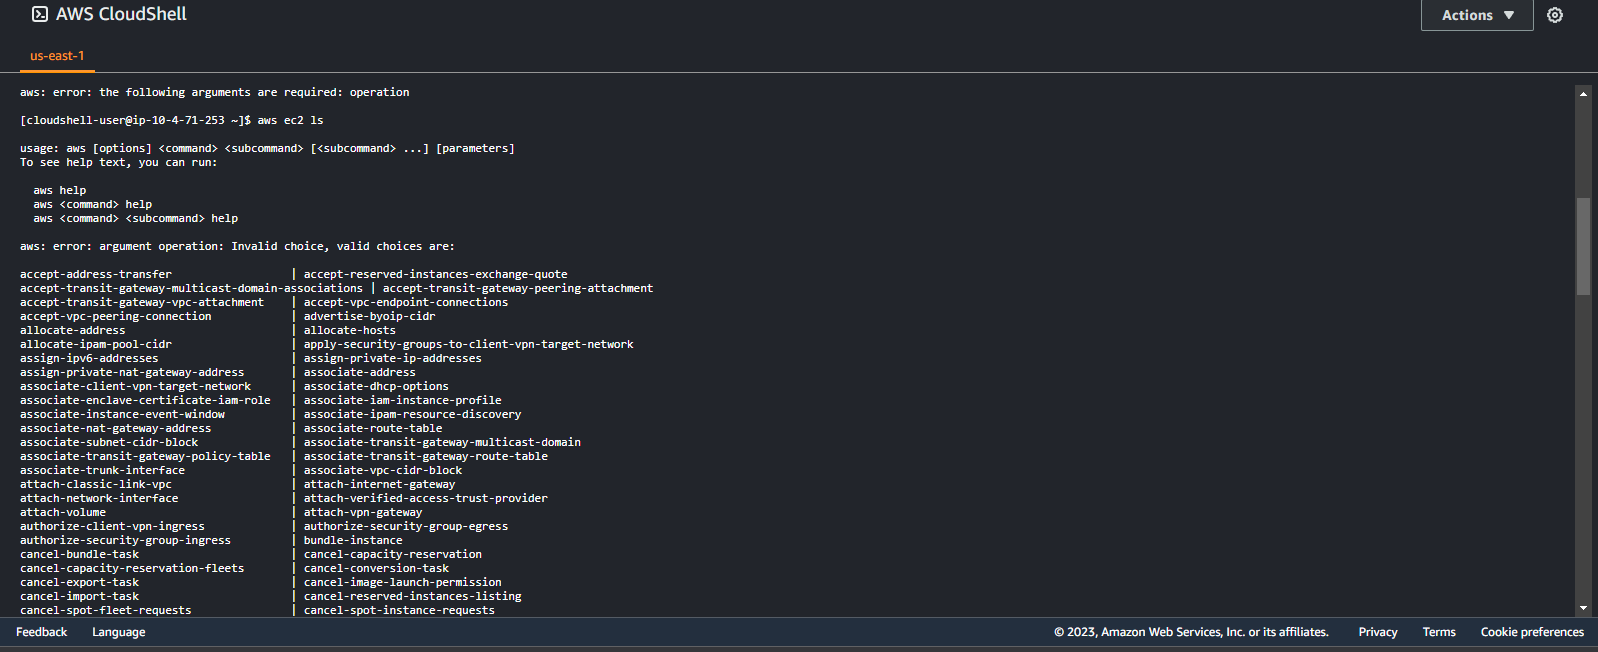 AWS CloudShell
Actions ▼
us-east-1
aws: error: the following arguments are required: operation
[cloudshell-user@ip-10-4-71-253 ~]$ aws ec2 ls
usage: aws [options] <command> <subcommand> [<subcommand> ...] [parameters]
To see help text, you can run:
  aws help
  aws <command> help
  aws <command> <subcommand> help
aws: error: argument operation: Invalid choice, valid choices are:
accept-address-transfer                  | accept-reserved-instances-exchange-quote
accept-transit-gateway-multicast-domain-associations | accept-transit-gateway-peering-attachment
accept-transit-gateway-vpc-attachment    | accept-vpc-endpoint-connections
accept-vpc-peering-connection            | advertise-byoip-cidr
allocate-address                         | allocate-hosts
allocate-ipam-pool-cidr                  | apply-security-groups-to-client-vpn-target-network
assign-ipv6-addresses                    | assign-private-ip-addresses
assign-private-nat-gateway-address       | associate-address
associate-client-vpn-target-network      | associate-dhcp-options
associate-enclave-certificate-iam-role   | associate-iam-instance-profile
associate-instance-event-window          | associate-ipam-resource-discovery
associate-nat-gateway-address            | associate-route-table
associate-subnet-cidr-block              | associate-transit-gateway-multicast-domain
associate-transit-gateway-policy-table   | associate-transit-gateway-route-table
associate-trunk-interface                | associate-vpc-cidr-block
attach-classic-link-vpc                  | attach-internet-gateway
attach-network-interface                 | attach-verified-access-trust-provider
attach-volume                            | attach-vpn-gateway
authorize-client-vpn-ingress             | authorize-security-group-egress
authorize-security-group-ingress         | bundle-instance
cancel-bundle-task                       | cancel-capacity-reservation
cancel-capacity-reservation-fleets       | cancel-conversion-task
cancel-export-task                       | cancel-image-launch-permission
cancel-import-task                       | cancel-reserved-instances-listing
cancel-spot-fleet-requests               | cancel-spot-instance-requests
Feedback Language © 2023, Amazon Web Services, Inc. or its affiliates. Privacy Terms Cookie preferences